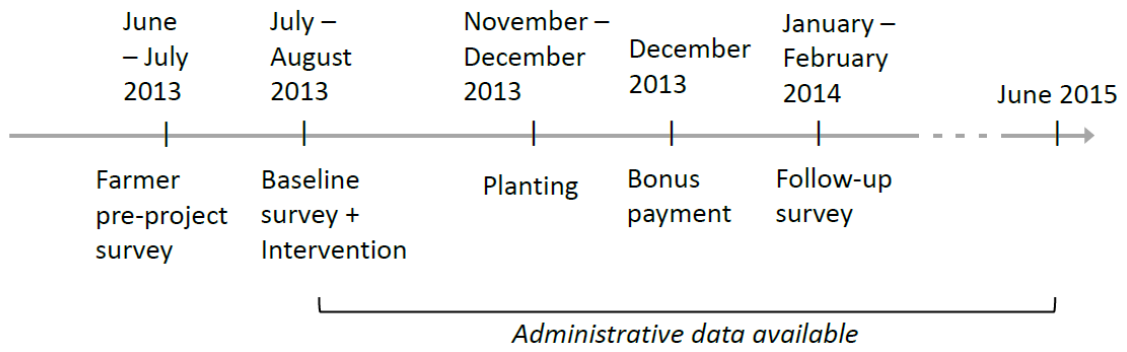 June
– July
2013
July –
August
2013
November –
December
2013
December
2013
January –
February
2014
June 2015
Farmer
pre-project
survey
Baseline
survey +
Intervention
Planting
Bonus
payment
Follow-up
survey
Administrative data available